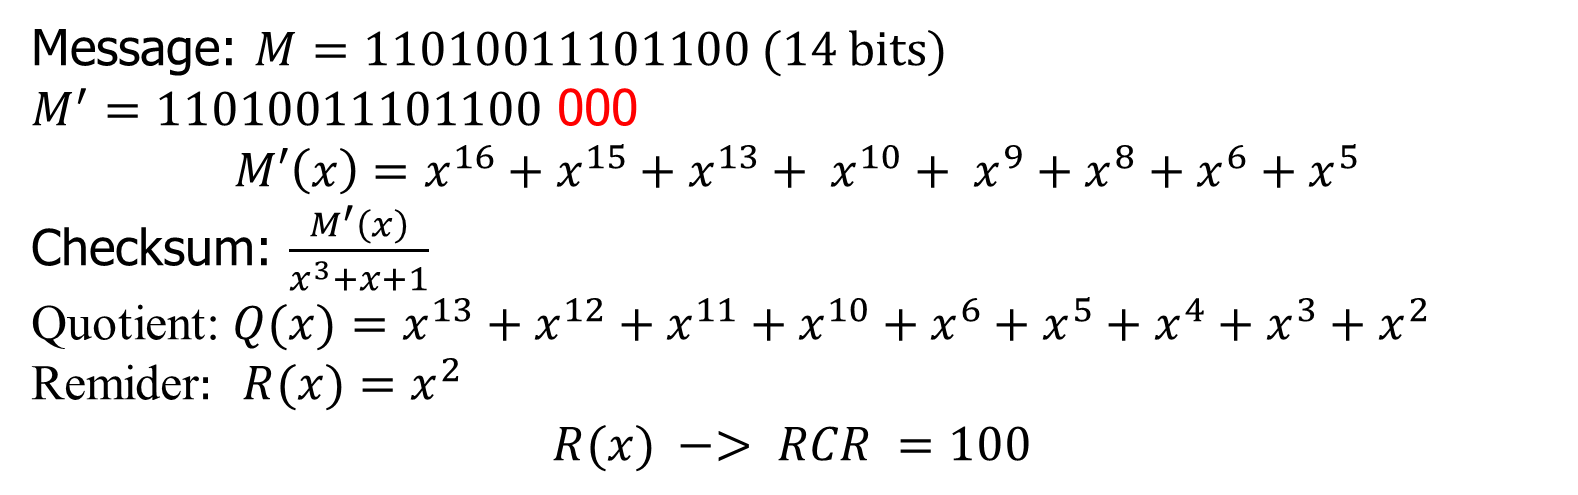 Message: M = 11010011101100 (14 bits)
M′ = 11010011101100 000
M′(x) = x^16 + x^15 + x^13 + x^10 + x^9 + x^8 + x^6 + x^5
Checksum: M′(x) / x^3+x+1
Quotient: Q(x) = x^13 + x^12 + x^11 + x^10 + x^6 + x^5 + x^4 + x^3 + x^2
Remider: R(x) = x^2
R(x) −> RCR = 100